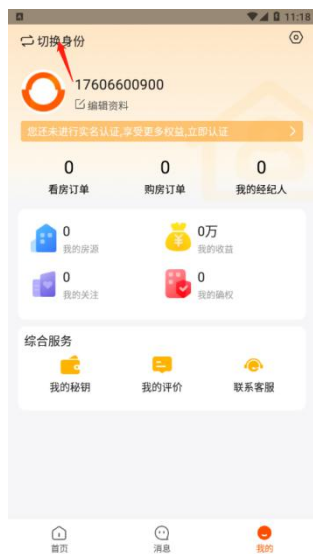 11:18
切换身份
17606600900
编辑资料
您还未进行实名认证,享受更多权益,立即认证
0 0 0
看房订单 购房订单 我的经纪人
0 0万
我的房源 我的收益
0 0
我的关注 我的确权
综合服务
我的秘钥 我的评价 联系客服
首页 消息 我的